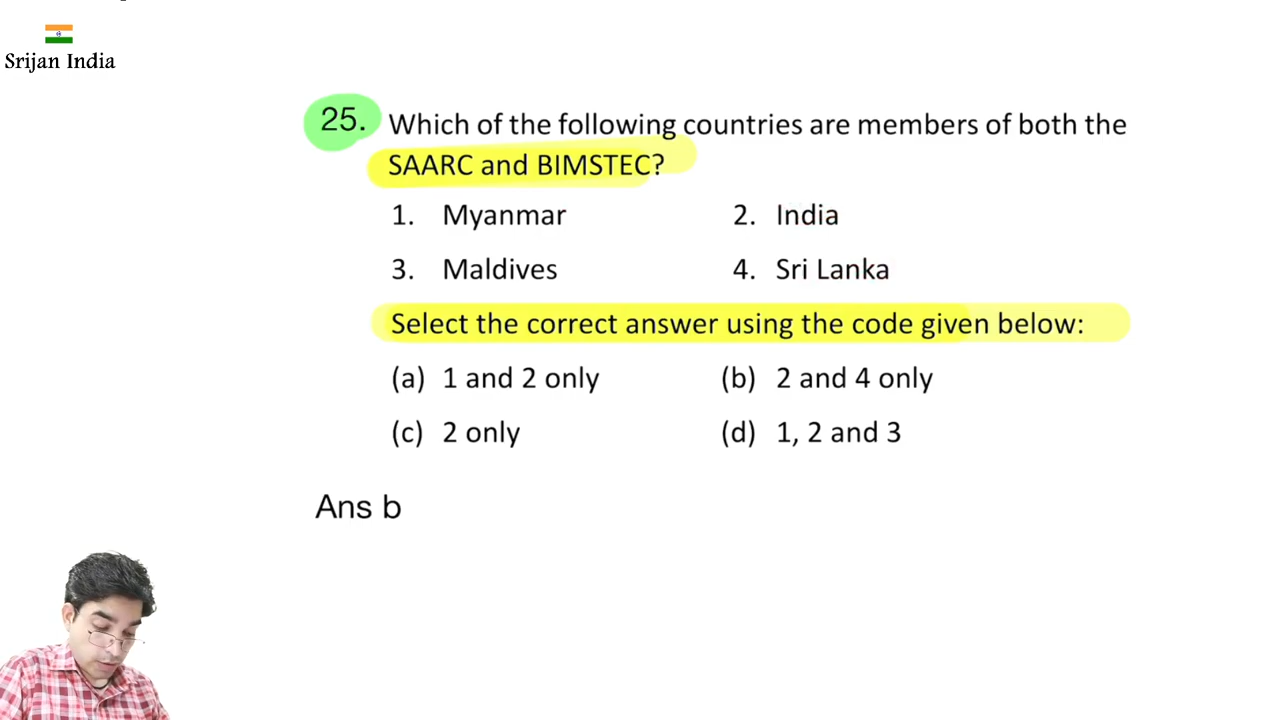 Srijan India
25. Which of the following countries are members of both the
SAARC and BIMSTEC?
1. Myanmar 2. India
3. Maldives 4. Sri Lanka
Select the correct answer using the code given below:
(a) 1 and 2 only (b) 2 and 4 only
(c) 2 only (d) 1, 2 and 3
Ans b